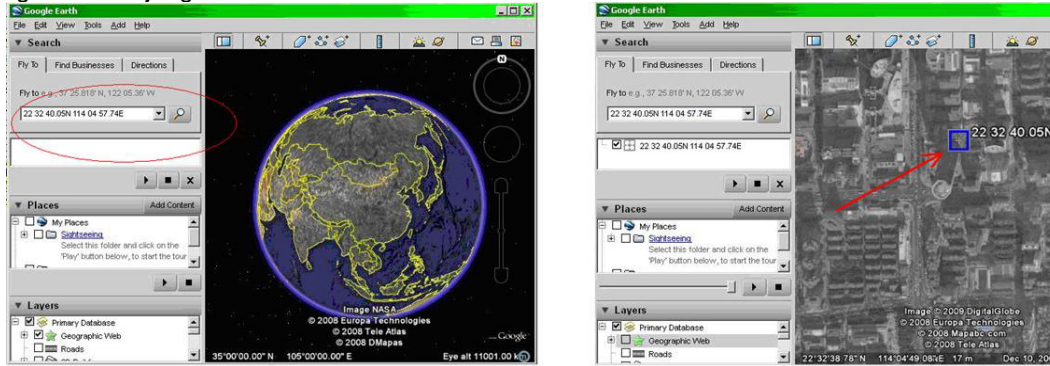 Google Earth
File Edit View Tools Add Help
Search
Fly To Find Businesses Directions
Fly to e.g., 37 25.818' N, 122 05.36' W
22 32 40.05N 114 04 57.74E
Places Add Content
My Places
Sightseeing
Select this folder and click on the
'Play' button below, to start the tour
Layers
Primary Database
Geographic Web
Roads
N
Image NASA
© 2008 Europa Technologies
© 2008 Tele Atlas
© 2008 DMapas
Google
35°00'00.00" N 105°00'00.00" E Eye alt 11001.00 km
Google Earth
File Edit View Tools Add Help
Search
Fly To Find Businesses Directions
Fly to e.g., 37 25.818' N, 122 05.36' W
22 32 40.05N 114 04 57.74E
22 32 40.05N 114 04 57.74E
Places Add Content
My Places
Sightseeing
Select this folder and click on the
'Play' button below, to start the tour
Layers
Primary Database
Geographic Web
Roads
22 32 40.05N
Image © 2009 DigitalGlobe
© 2008 Europa Technologies
© 2008 Mapabc.com
© 2008 Tele Atlas
22°32'38.78" N 17 m Dec 10,